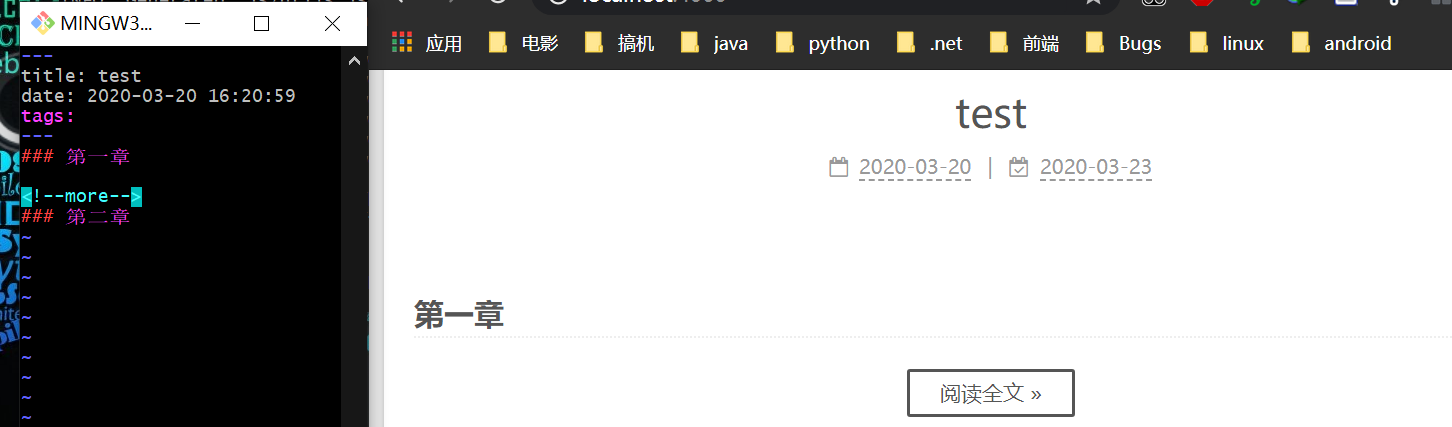 MINGW3...
---
title: test
date: 2020-03-20 16:20:59
tags:
---
### 第一章
<!--more-->
### 第二章
~
~
~
~
~
~
~
~
~
~
应用 电影 搞机 java python .net 前端 Bugs linux android
test
2020-03-20 | 2020-03-23
第一章
阅读全文 »